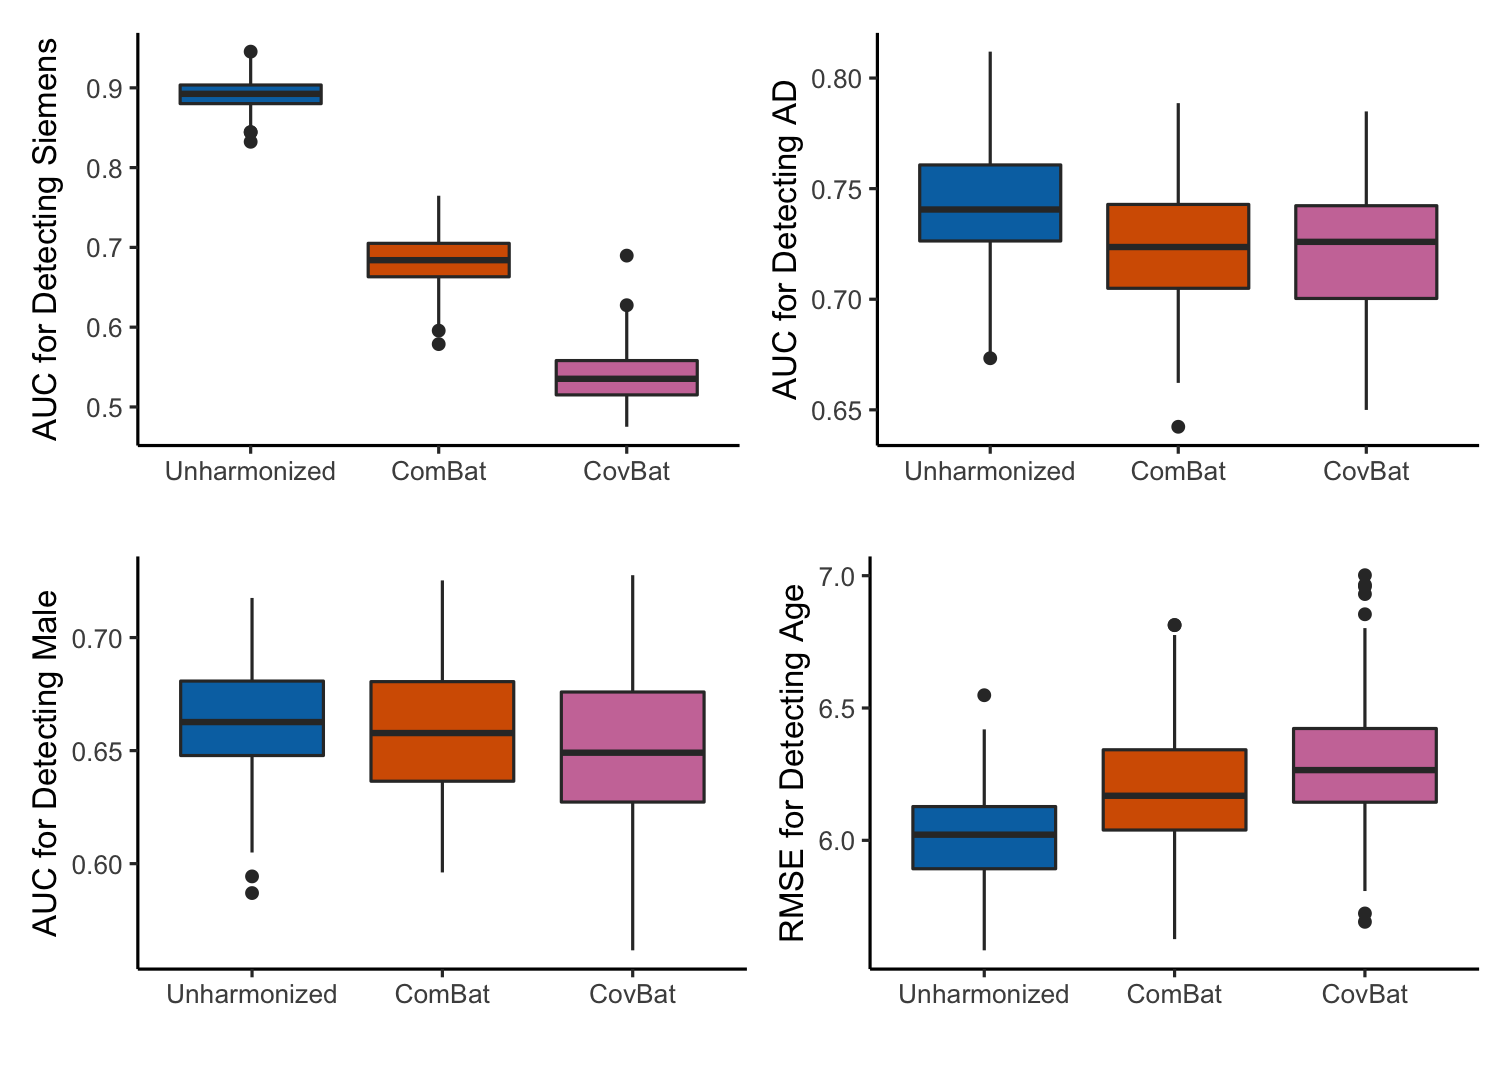 AUC for Detecting Siemens
0.9
0.8
0.7
0.6
0.5
Unharmonized ComBat CovBat
AUC for Detecting AD
0.80
0.75
0.70
0.65
Unharmonized ComBat CovBat
AUC for Detecting Male
0.70
0.65
0.60
Unharmonized ComBat CovBat
RMSE for Detecting Age
7.0
6.5
6.0
Unharmonized ComBat CovBat